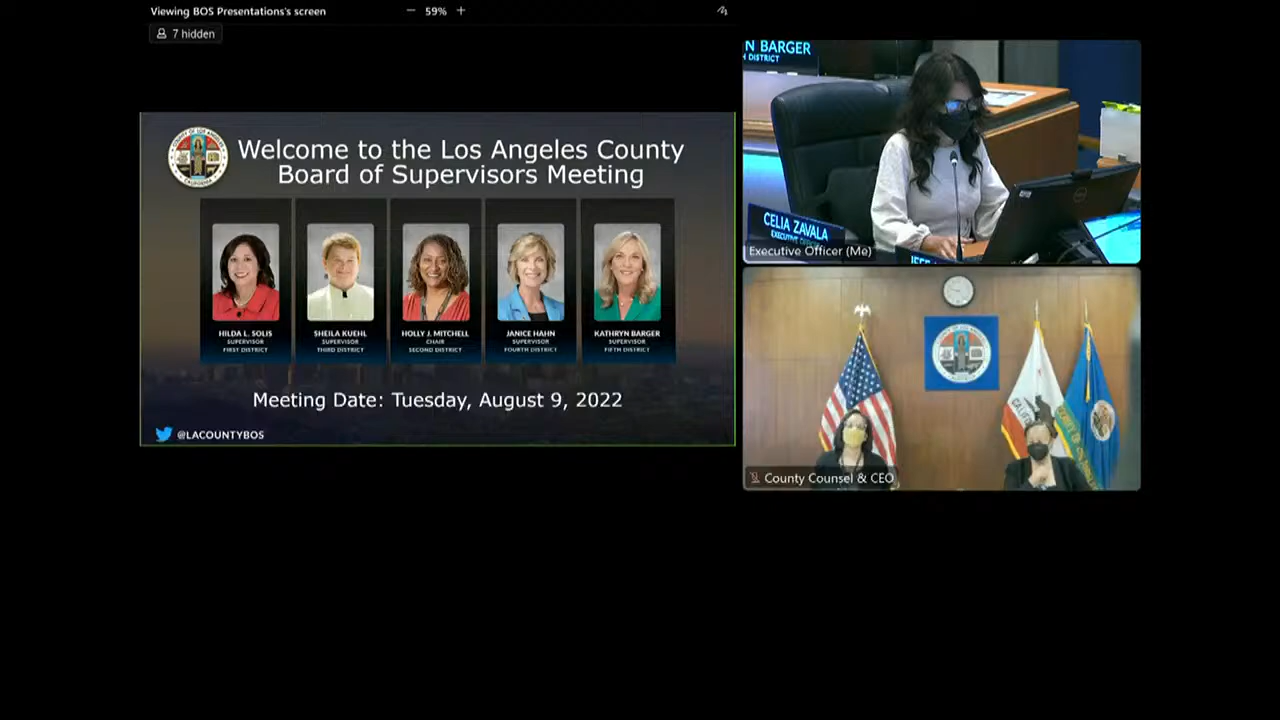 Viewing BOS Presentations's screen
59%
7 hidden
Welcome to the Los Angeles County
Board of Supervisors Meeting
HILDA L. SOLIS
SUPERVISOR
FIRST DISTRICT
SHEILA KUEHL
SUPERVISOR
THIRD DISTRICT
HOLLY J. MITCHELL
CHAIR
SECOND DISTRICT
JANICE HAHN
SUPERVISOR
FOURTH DISTRICT
KATHRYN BARGER
SUPERVISOR
FIFTH DISTRICT
Meeting Date: Tuesday, August 9, 2022
@LACOUNTYBOS
N BARGER
H DISTRICT
CELIA ZAVALA
EXECUTIVE OFFICER
Executive Officer (Me)
County Counsel & CEO